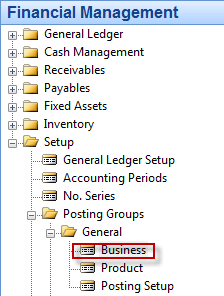 Financial Management
General Ledger
Cash Management
Receivables
Payables
Fixed Assets
Inventory
Setup
General Ledger Setup
Accounting Periods
No. Series
Posting Groups
General
Business
Product
Posting Setup